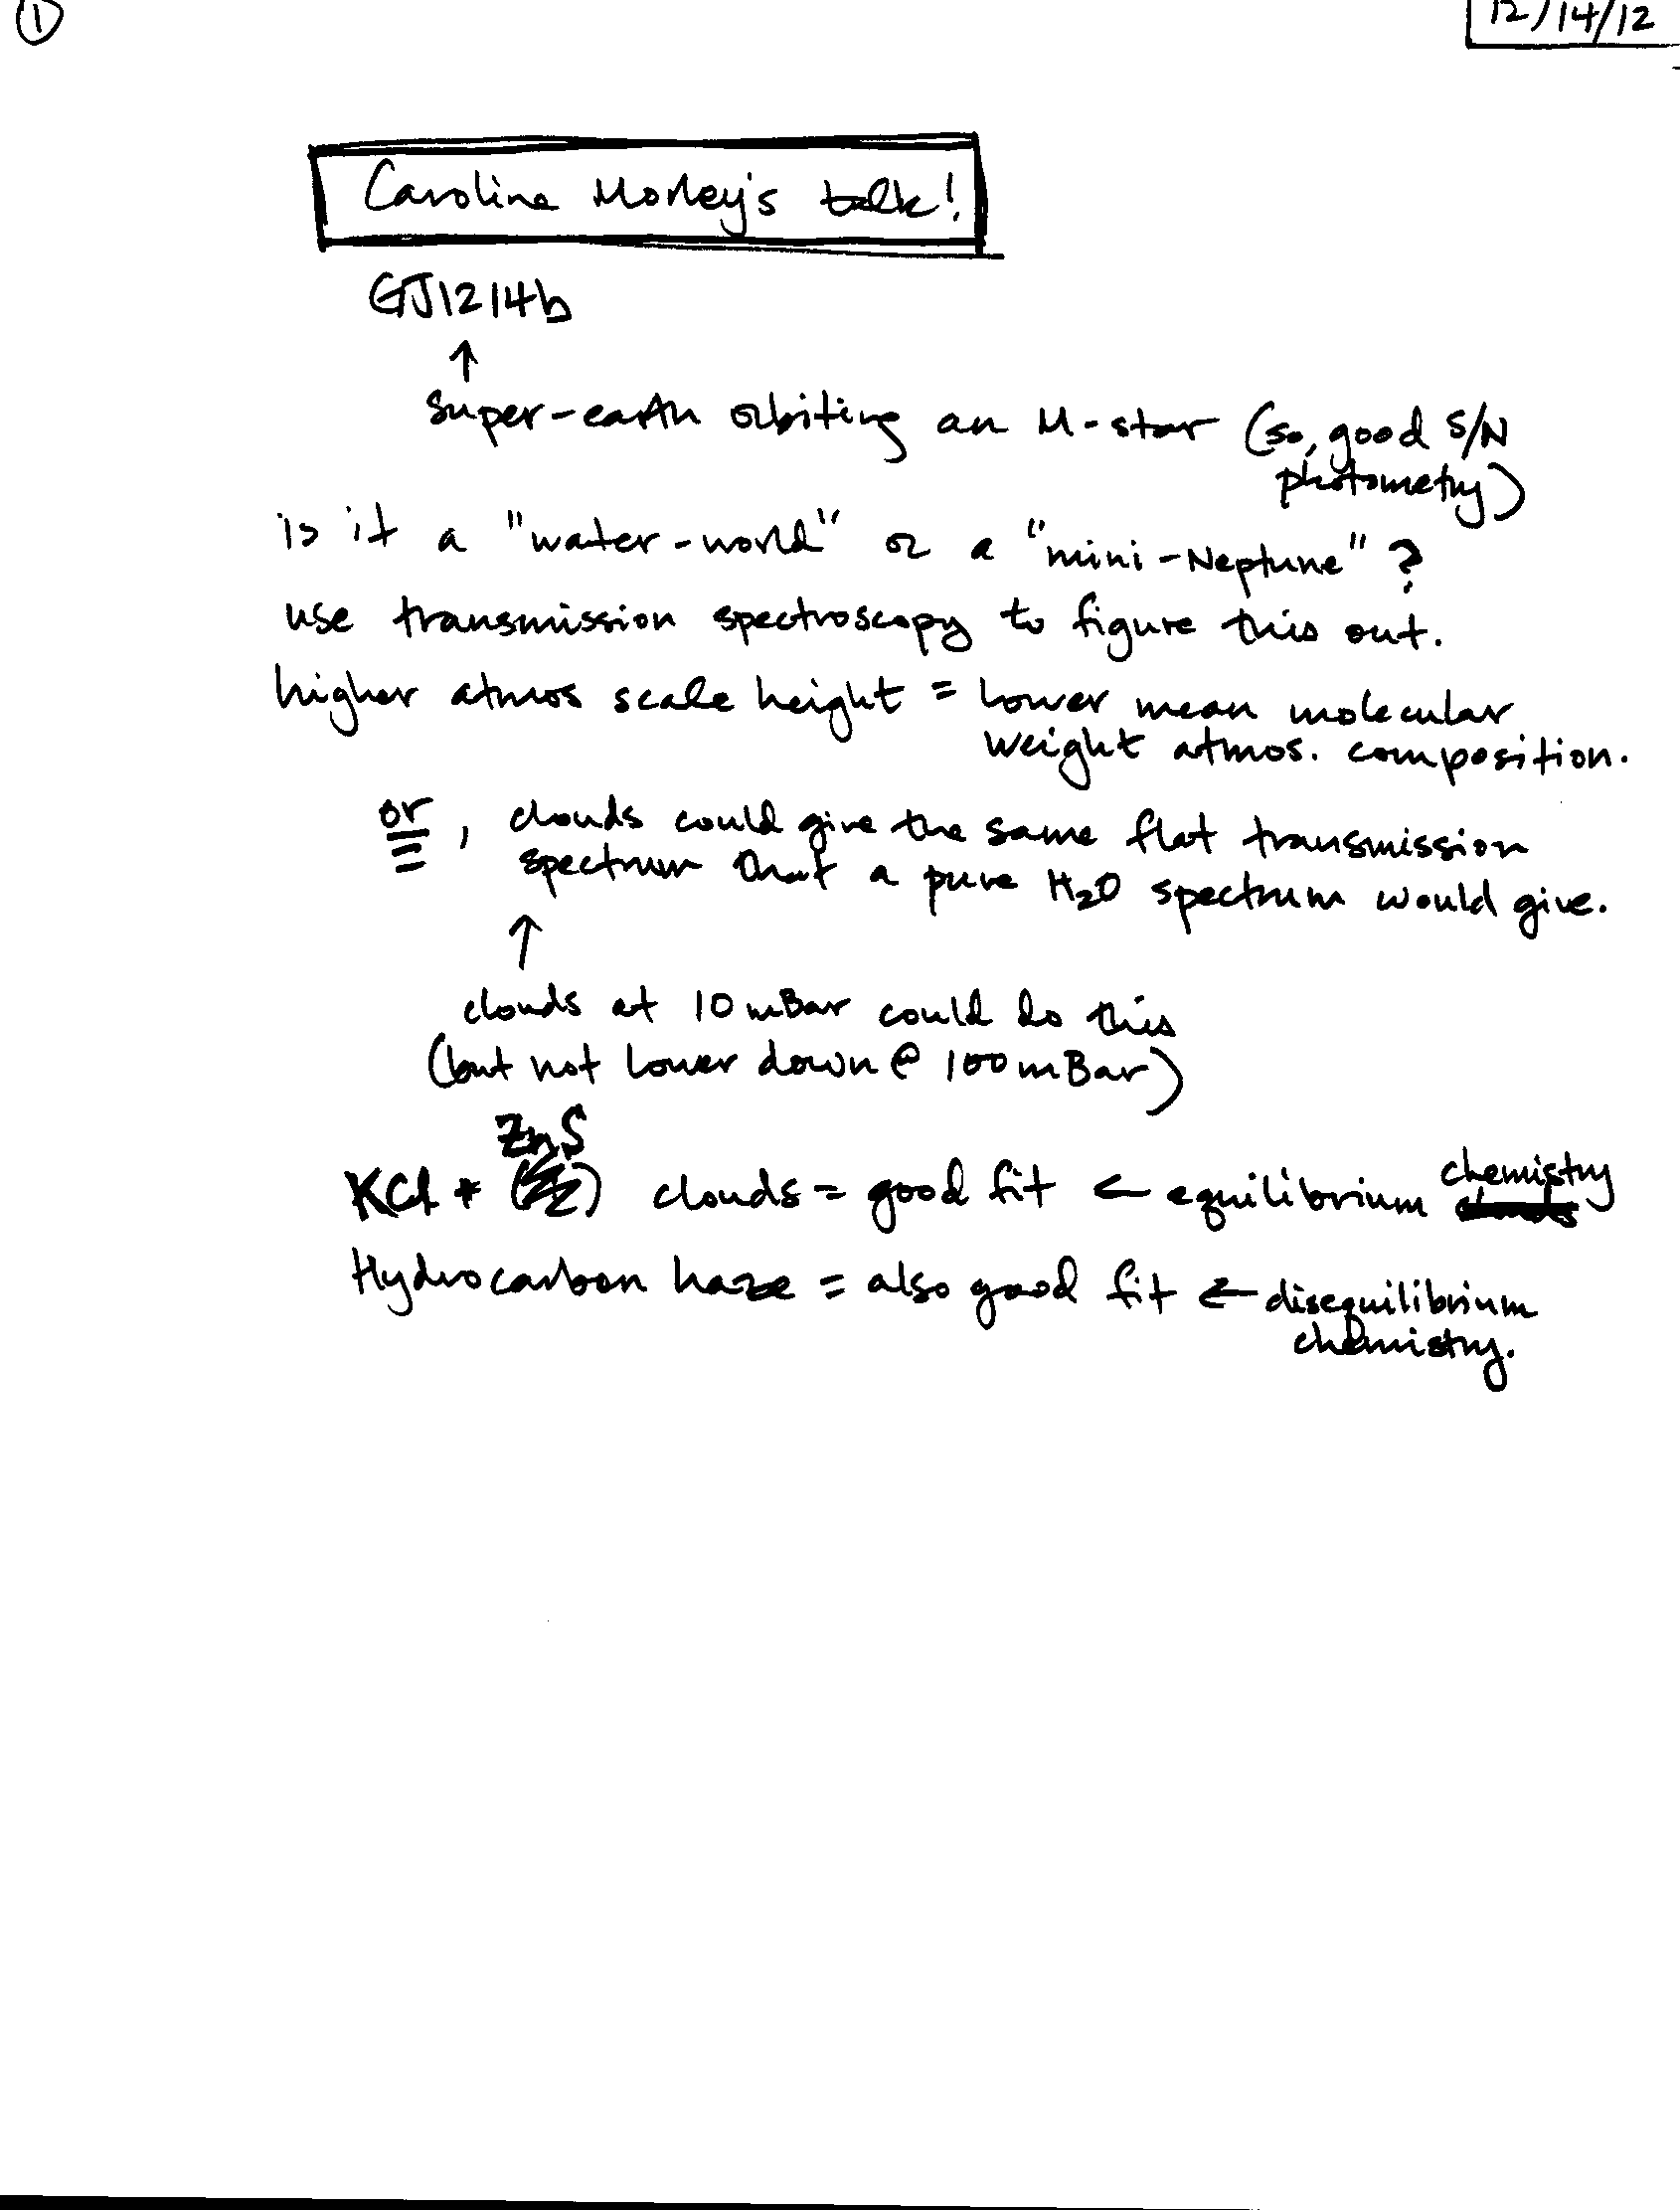 ①
12/14/12
Caroline Morley's talk!
GJ1214b
↑
super-earth orbiting an M-star (so, good S/N
photometry)
is it a "water-world" or a "mini-Neptune"?
use transmission spectroscopy to figure this out.
higher atmos scale height = lower mean molecular
weight atmos. composition.
or, clouds could give the same flat transmission
spectrum that a pure H₂O spectrum would give.
↑
clouds at 10 mBar could do this
(but not lower down @ 100 mBar)
ZnS
KCl + clouds = good fit ← equilibrium chemistry
Hydrocarbon haze = also good fit ← disequilibrium
chemistry.